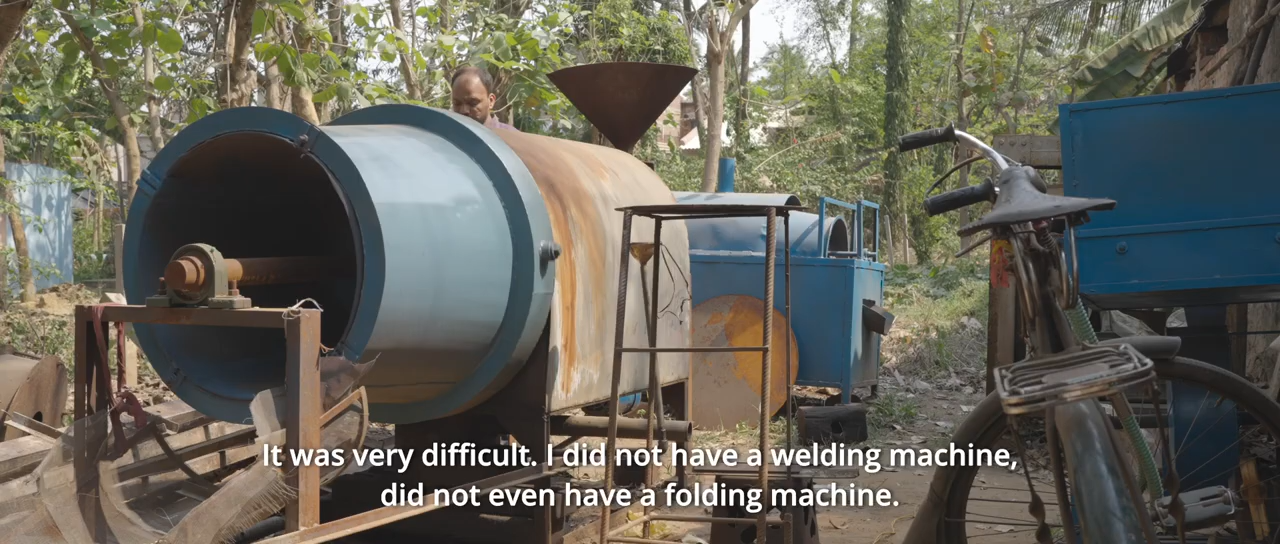 It was very difficult. I did not have a welding machine,
did not even have a folding machine.